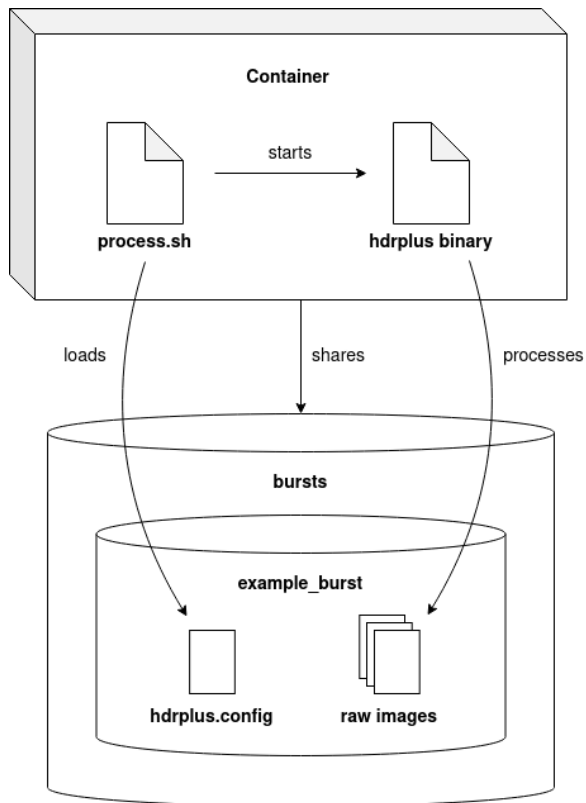 Container
starts
process.sh
hdrplus binary
loads
shares
processes
bursts
example_burst
hdrplus.config
raw images